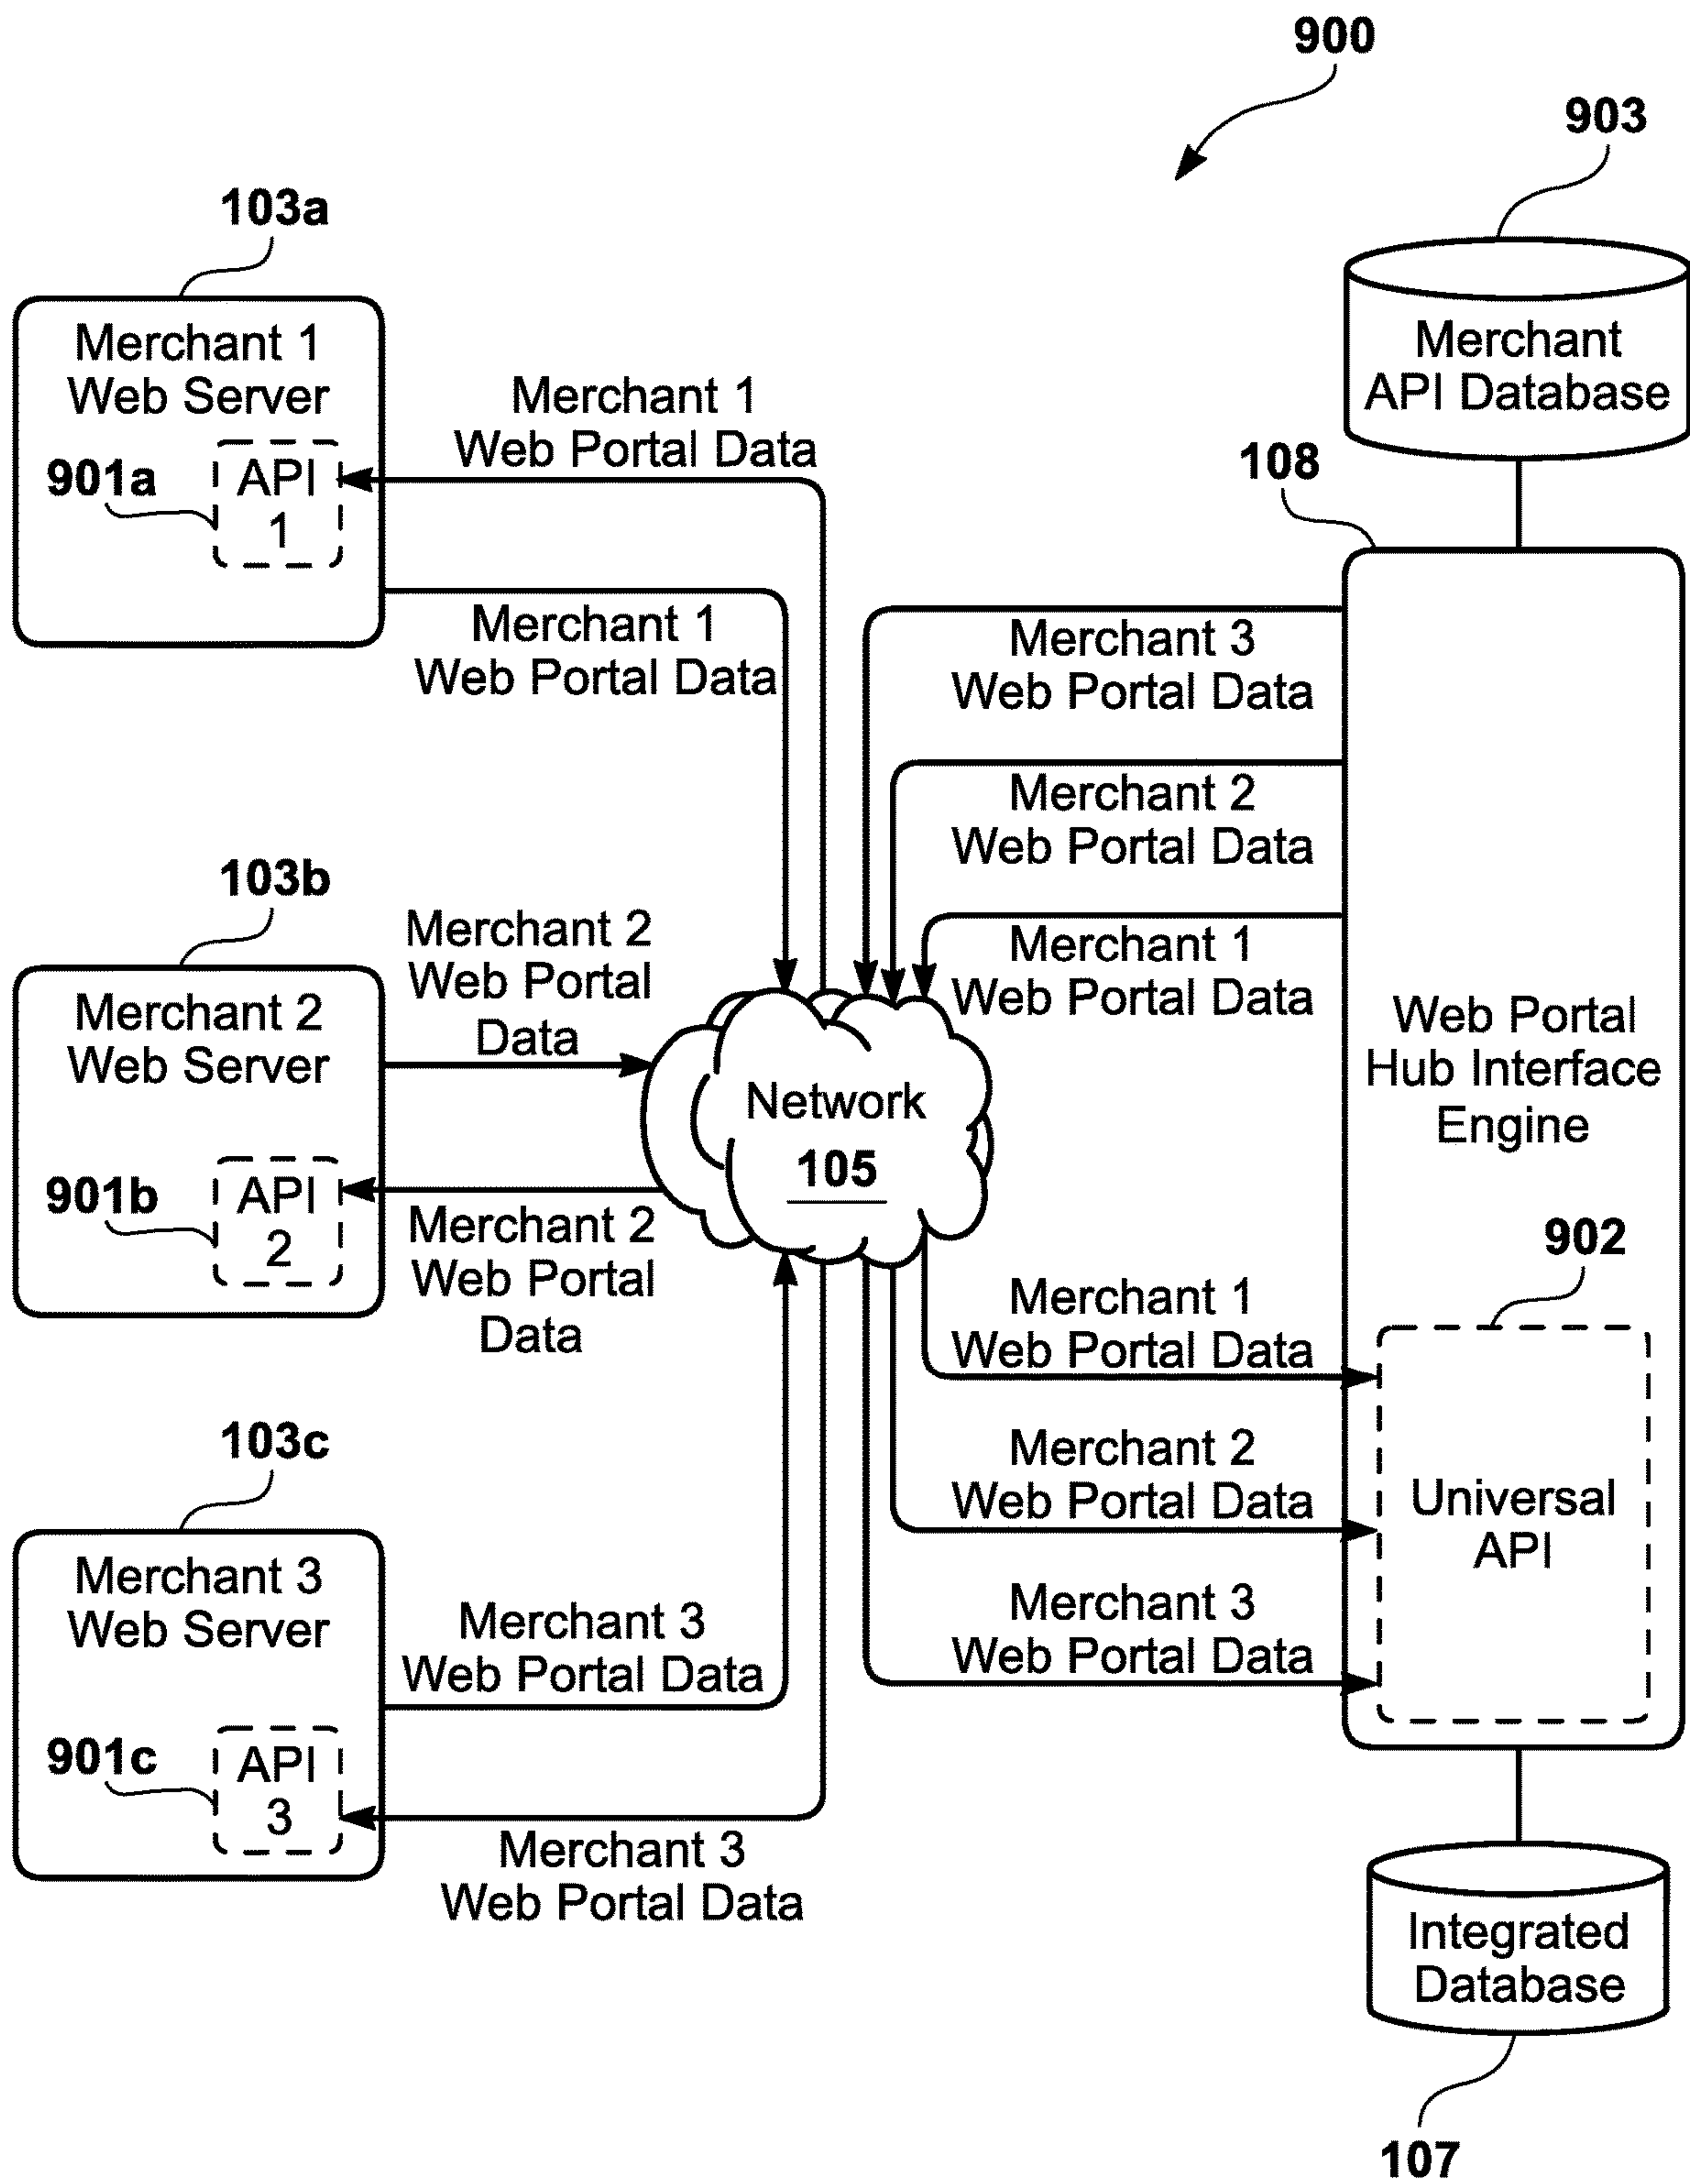 900
903
103a
Merchant 1
Web Server
901a
API
1
Merchant 1
Web Portal Data
Merchant 1
Web Portal Data
Merchant
API Database
108
Merchant 3
Web Portal Data
Merchant 2
Web Portal Data
Merchant 1
Web Portal Data
103b
Merchant 2
Web Server
901b
API
2
Merchant 2
Web Portal
Data
Merchant 2
Web Portal
Data
Network
105
Web Portal
Hub Interface
Engine
902
Merchant 1
Web Portal Data
Merchant 2
Web Portal Data
Merchant 3
Web Portal Data
Universal
API
103c
Merchant 3
Web Server
901c
API
3
Merchant 3
Web Portal Data
Merchant 3
Web Portal Data
Integrated
Database
107